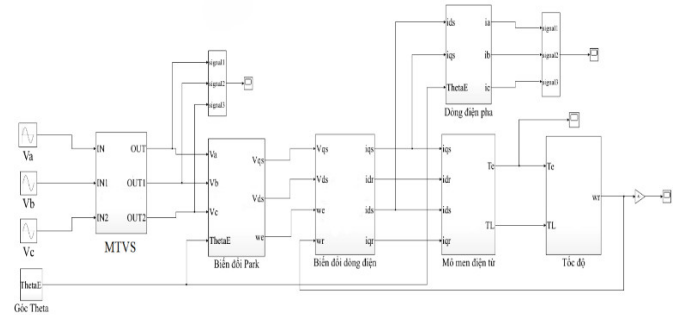 ids
iqs
ThetaE
ia
ib
ic
Dòng điện pha
signal1
signal2
signal3
signal1
signal2
signal3
Va
Vb
Vc
IN
IN1
IN2
OUT
OUT1
OUT2
MTVS
Va
Vb
Vc
ThetaE
Vqs
Vds
we
Biến đổi Park
Vqs
Vds
we
wr
iqs
idr
ids
iqr
Biến đổi dòng điện
iqs
idr
ids
iqr
Te
TL
Mô men điện từ
Te
TL
wr
Tốc độ
ThetaE
Góc Theta